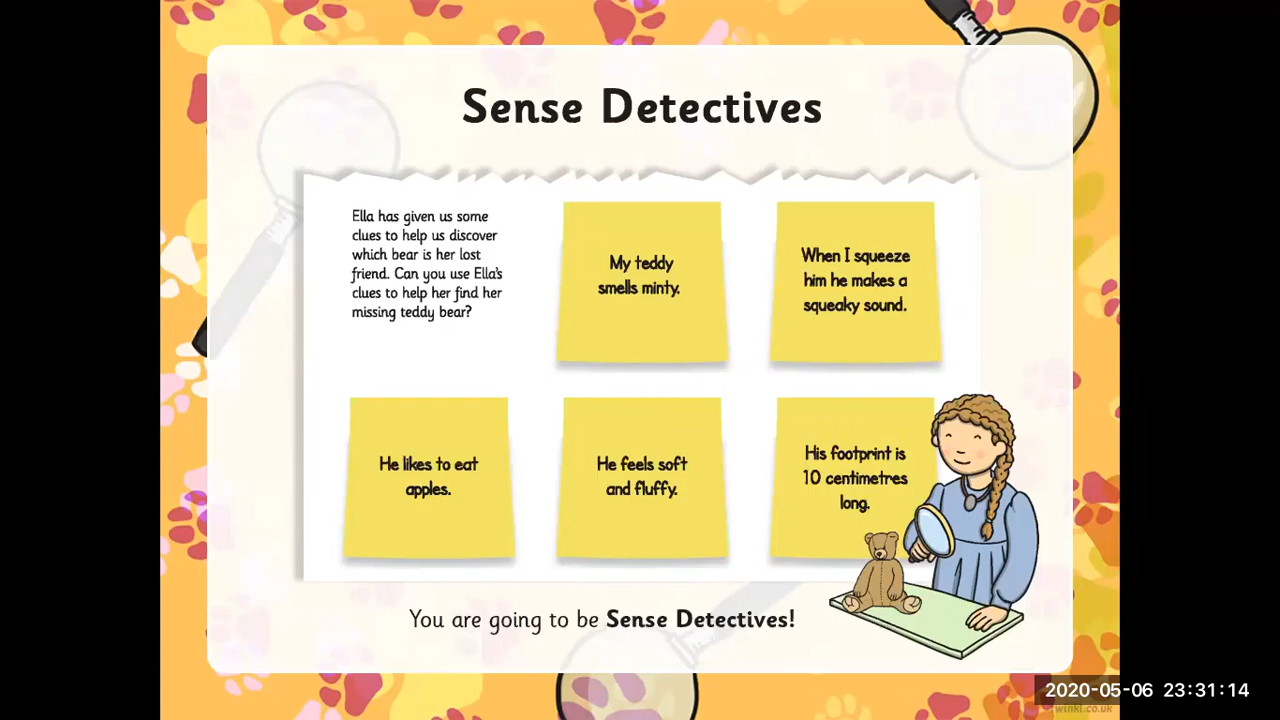 Sense Detectives
Ella has given us some
clues to help us discover
which bear is her lost
friend. Can you use Ella's
clues to help her find her
missing teddy bear?
My teddy
smells minty.
When I squeeze
him he makes a
squeaky sound.
He likes to eat
apples.
He feels soft
and fluffy.
His footprint is
10 centimetres
long.
You are going to be Sense Detectives!
2020-05-06 23:31:14
winkl.co.uk